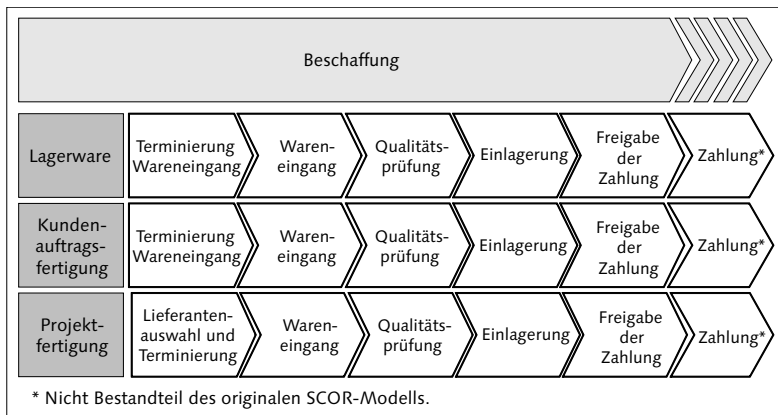 Beschaffung
Lagerware
Terminierung
Wareneingang
Waren-
eingang
Qualitäts-
prüfung
Einlagerung
Freigabe
der
Zahlung
Zahlung*
Kunden-
auftrags-
fertigung
Terminierung
Wareneingang
Waren-
eingang
Qualitäts-
prüfung
Einlagerung
Freigabe
der
Zahlung
Zahlung*
Projekt-
fertigung
Lieferanten-
auswahl und
Terminierung
Waren-
eingang
Qualitäts-
prüfung
Einlagerung
Freigabe
der
Zahlung
Zahlung*
* Nicht Bestandteil des originalen SCOR-Modells.